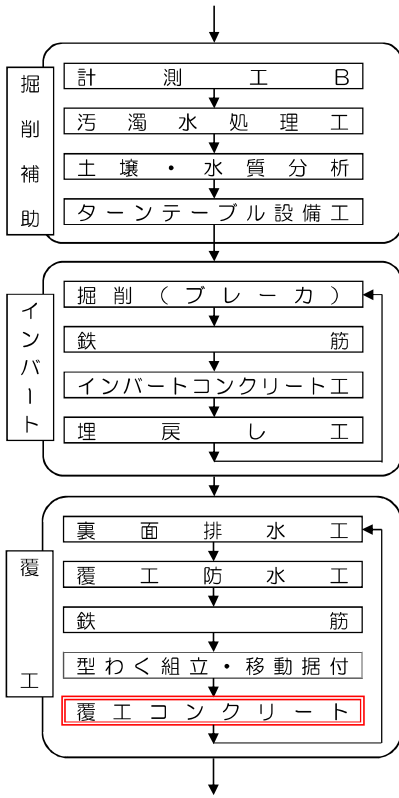 掘削補助
計測工B
汚濁水処理工
土壌・水質分析
ターンテーブル設備工
インバート
掘削(ブレーカ)
鉄筋
インバートコンクリート工
埋戻し工
覆工
裏面排水工
覆工防水工
鉄筋
型わく組立・移動据付
覆工コンクリート